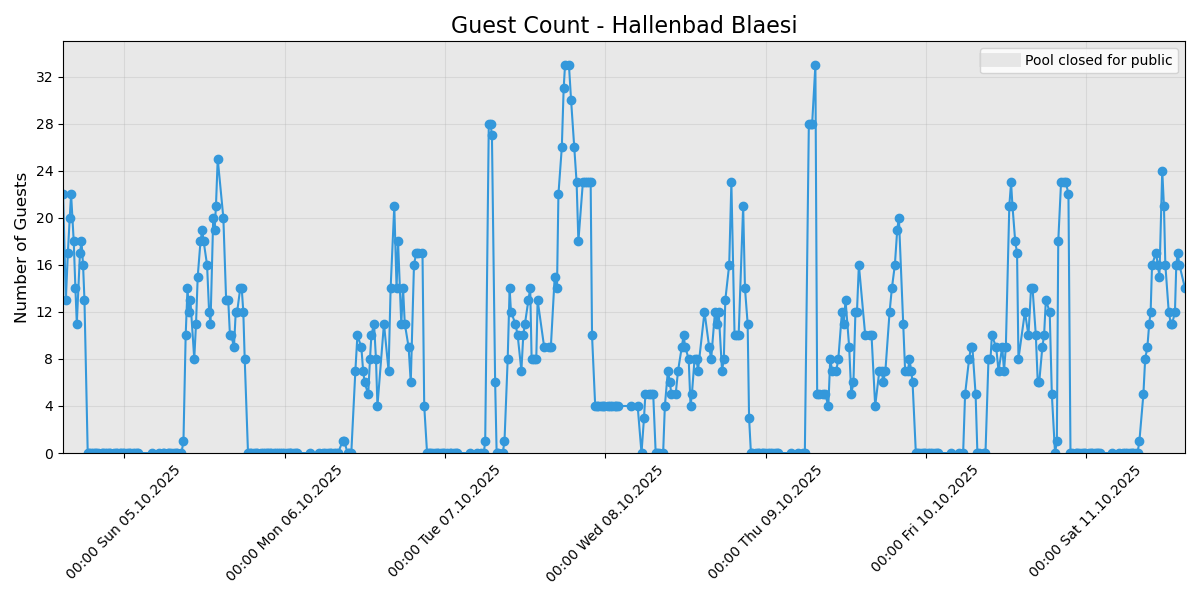 Guest Count - Hallenbad Blaesi
Pool closed for public
Number of Guests
32
28
24
20
16
12
8
4
0
00:00 Sun 05.10.2025
00:00 Mon 06.10.2025
00:00 Tue 07.10.2025
00:00 Wed 08.10.2025
00:00 Thu 09.10.2025
00:00 Fri 10.10.2025
00:00 Sat 11.10.2025